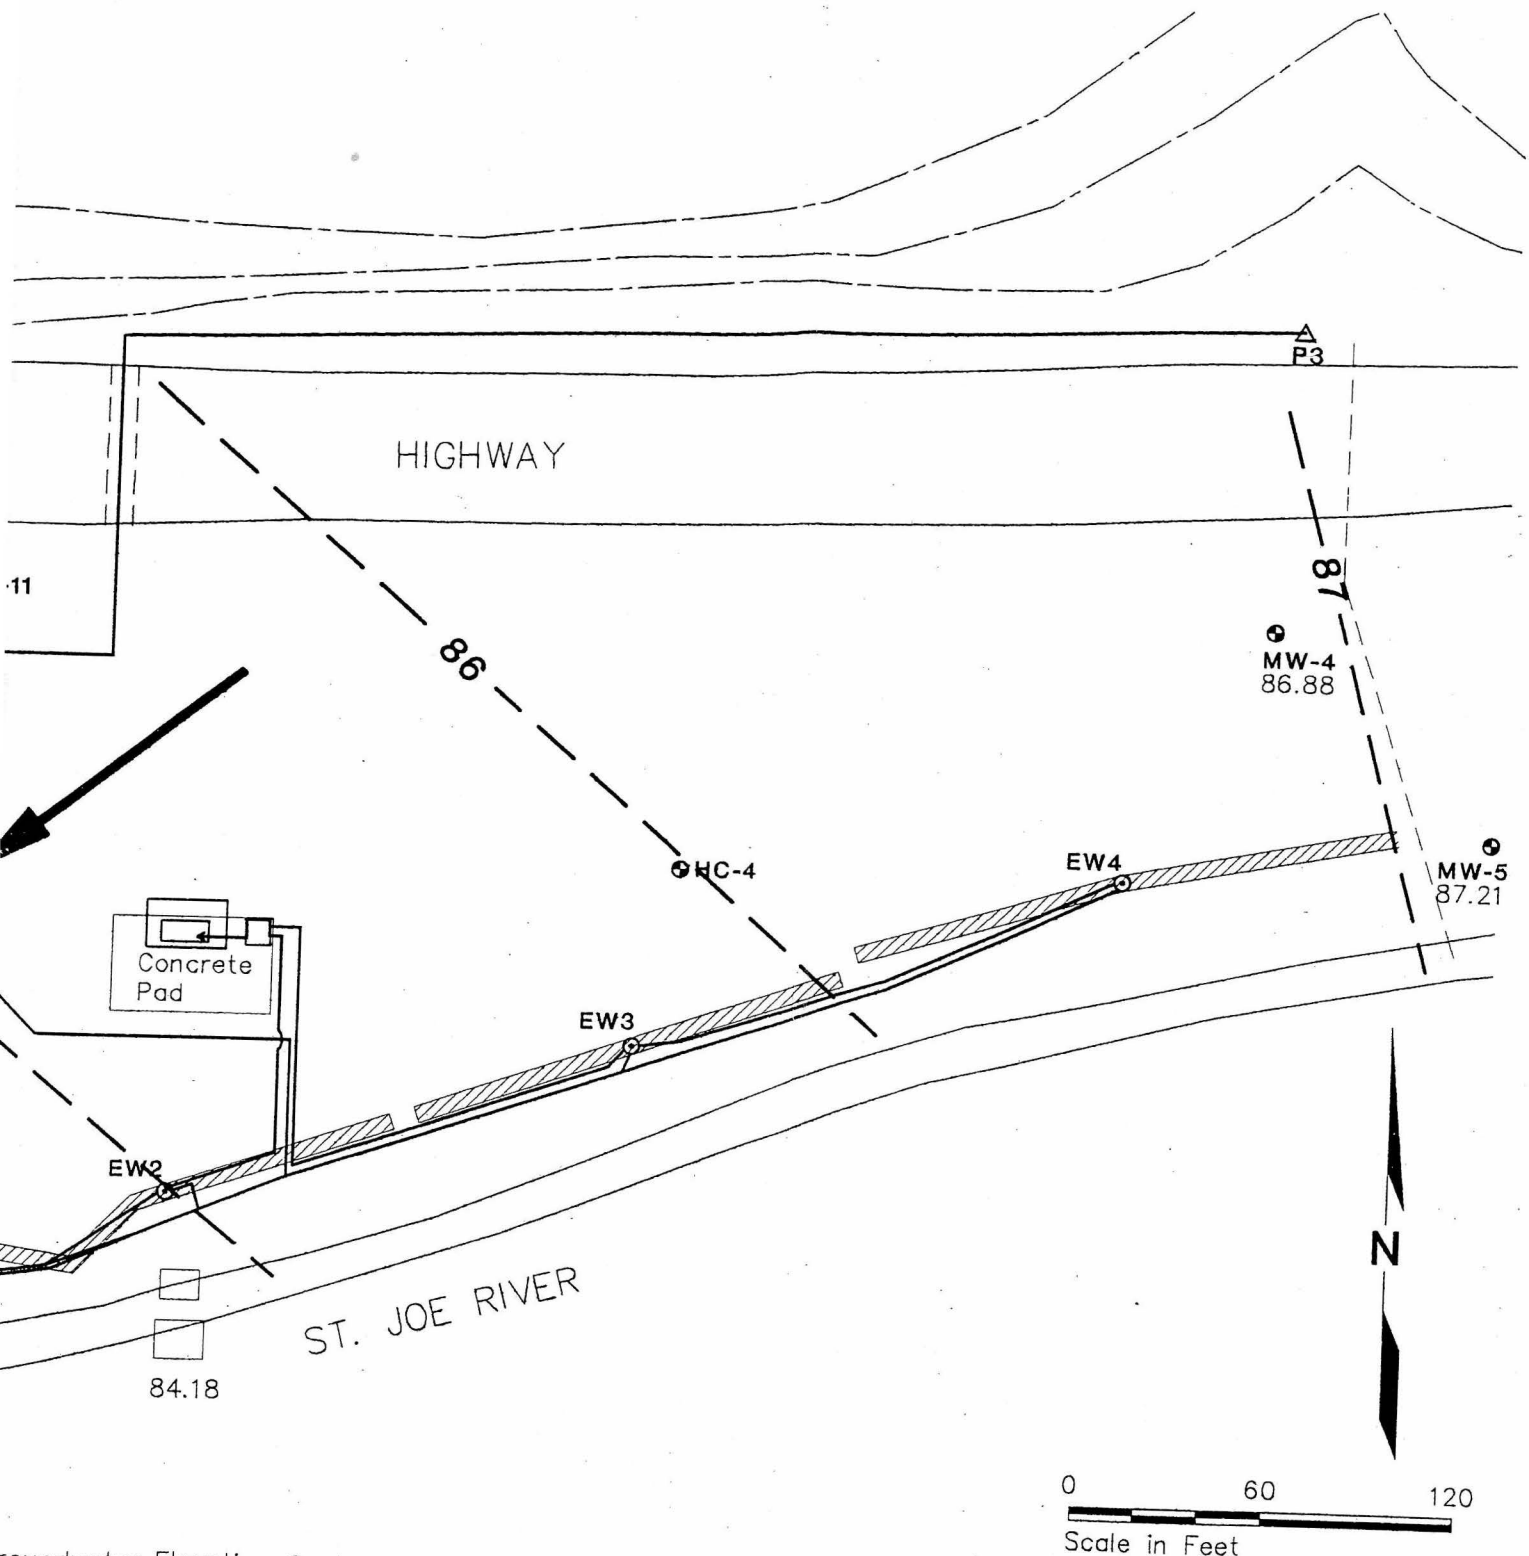 P3
HIGHWAY
-11
87
86
MW-4
86.88
HC-4
EW4
MW-5
87.21
Concrete
Pad
EW3
EW2
N
ST. JOE RIVER
84.18
0 60 120
Scale in Feet